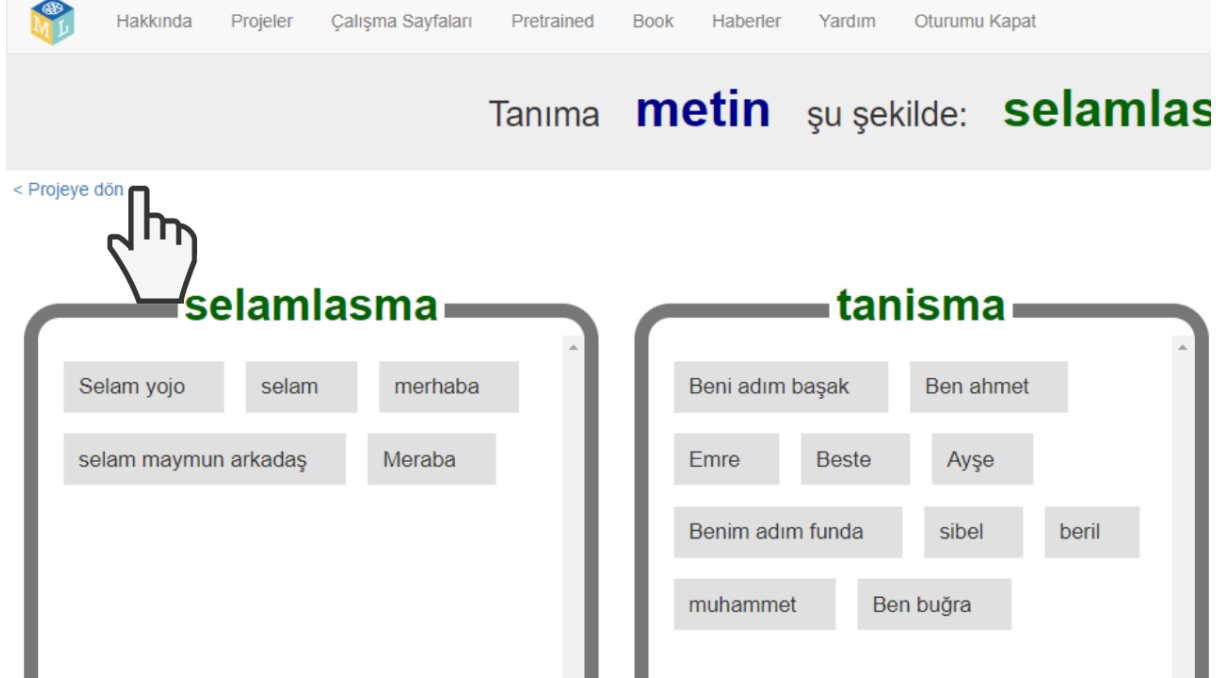 ML Hakkında Projeler Çalışma Sayfaları Pretrained Book Haberler Yardım Oturumu Kapat
Tanıma metin şu şekilde: selamlas
< Projeye dön
selamlasma
Selam yojo selam merhaba
selam maymun arkadaş Meraba
tanisma
Beni adım başak Ben ahmet
Emre Beste Ayşe
Benim adım funda sibel beril
muhammet Ben buğra